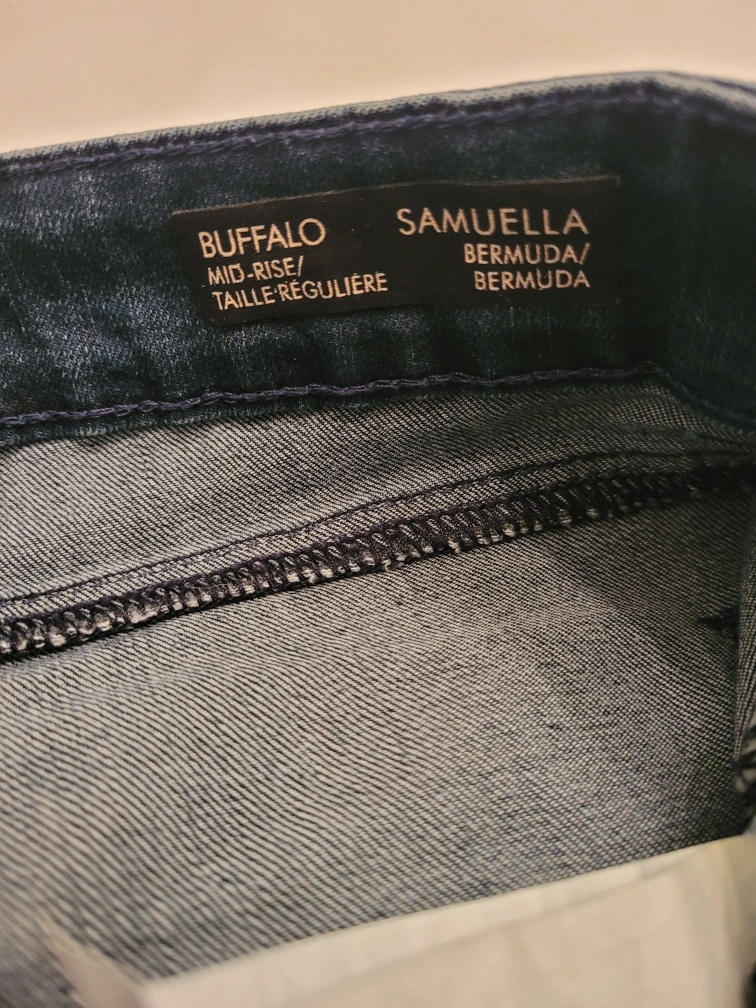 BUFFALO
MID-RISE/
TAILLE RÉGULIÈRE
SAMUELLA
BERMUDA/
BERMUDA